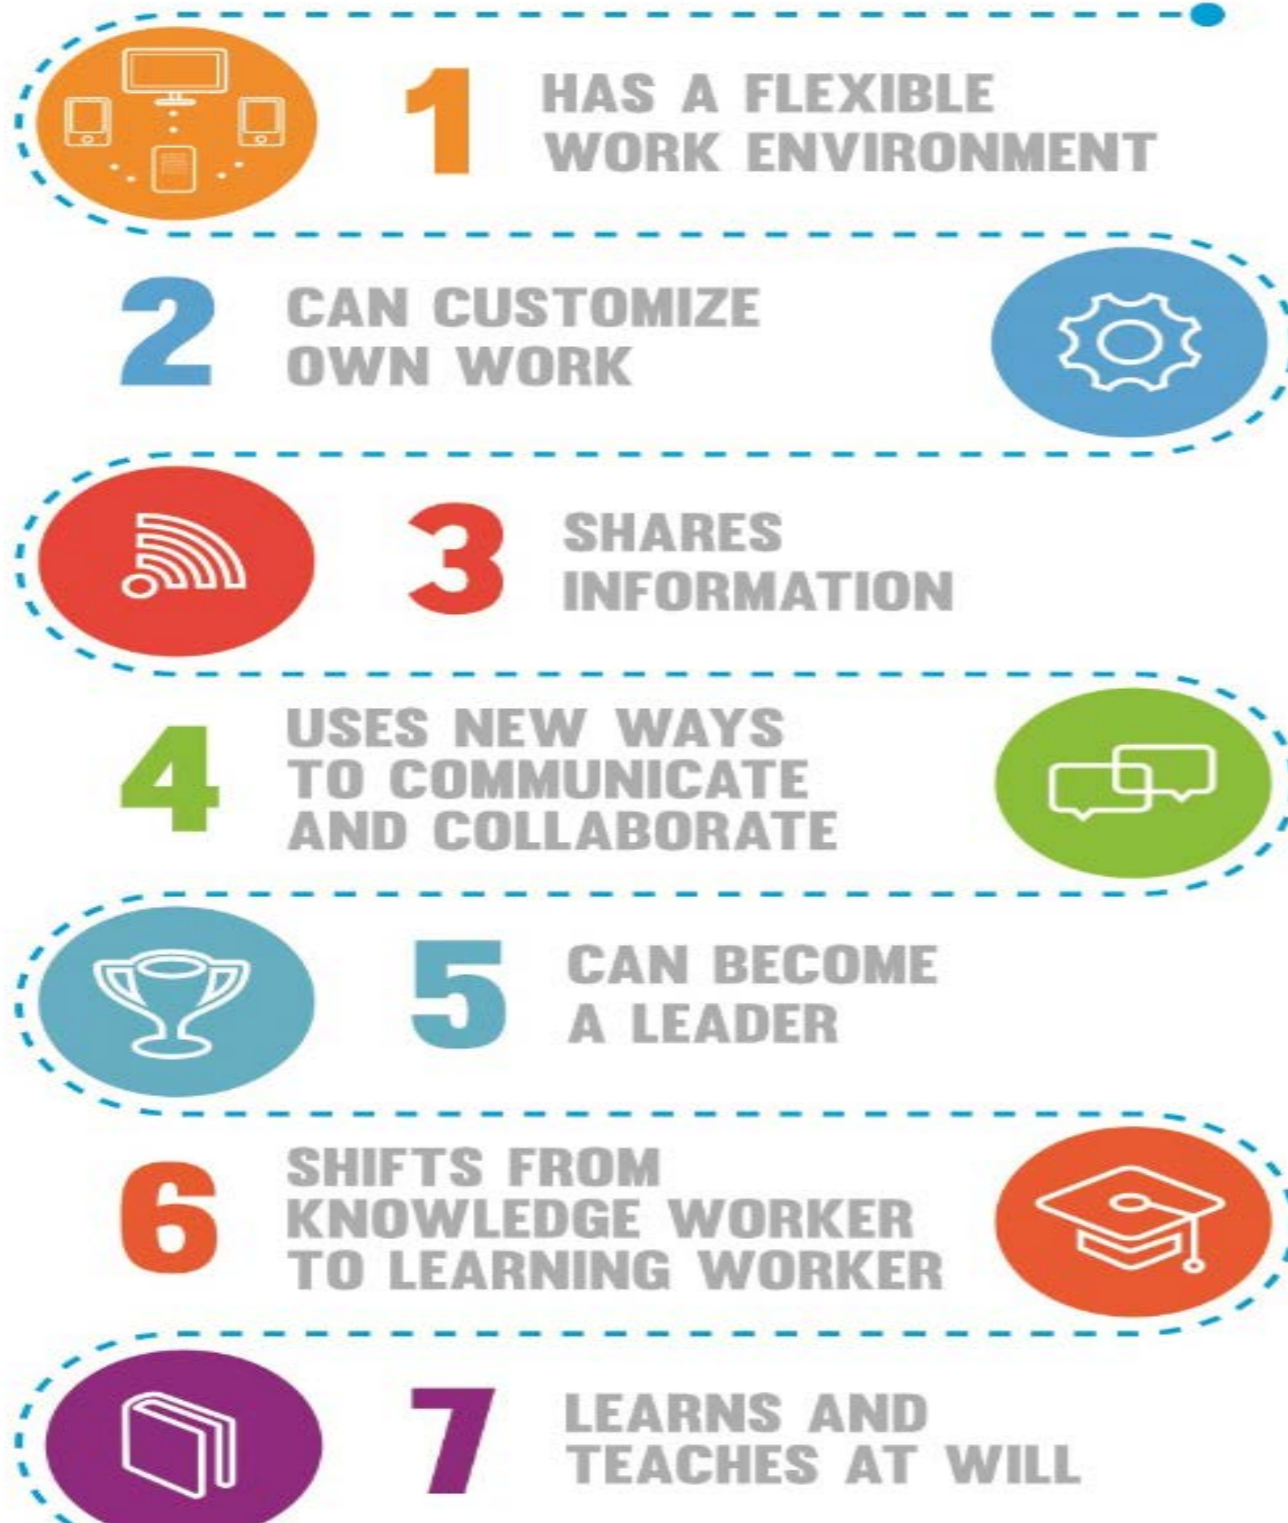 1 HAS A FLEXIBLE
WORK ENVIRONMENT
2 CAN CUSTOMIZE
OWN WORK
3 SHARES
INFORMATION
4 USES NEW WAYS
TO COMMUNICATE
AND COLLABORATE
5 CAN BECOME
A LEADER
6 SHIFTS FROM
KNOWLEDGE WORKER
TO LEARNING WORKER
7 LEARNS AND
TEACHES AT WILL